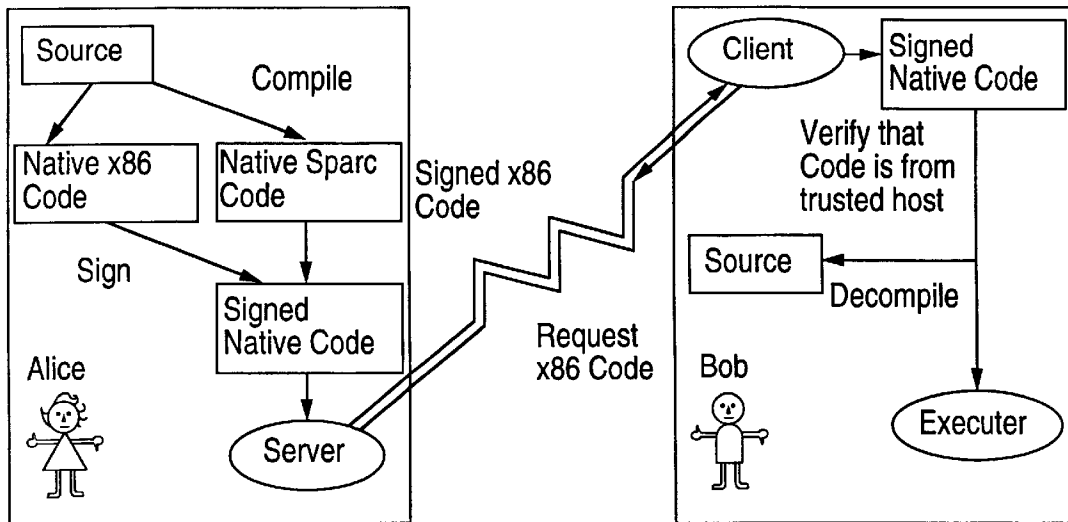 Source
Compile
Native x86
Code
Native Sparc
Code
Sign
Signed
Native Code
Alice
Server
Signed x86
Code
Request
x86 Code
Client
Signed
Native Code
Verify that
Code is from
trusted host
Source
Decompile
Bob
Executer